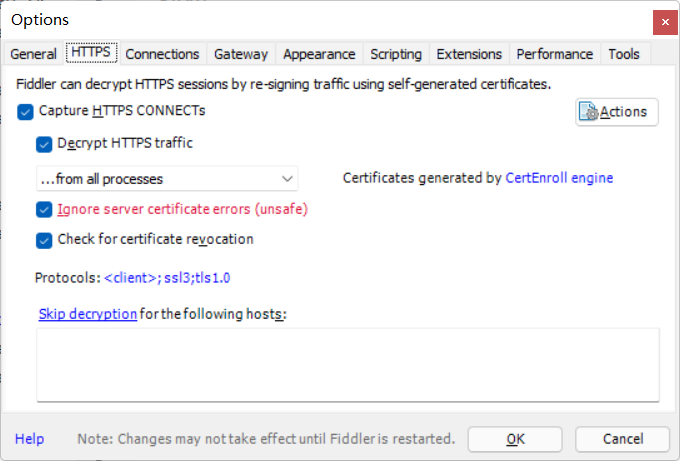 Options
General HTTPS Connections Gateway Appearance Scripting Extensions Performance Tools
Fiddler can decrypt HTTPS sessions by re-signing traffic using self-generated certificates.
Capture HTTPS CONNECTs
Actions
Decrypt HTTPS traffic
...from all processes
Certificates generated by CertEnroll engine
Ignore server certificate errors (unsafe)
Check for certificate revocation
Protocols: <client>;ssl3;tls1.0
Skip decryption for the following hosts:
Help
Note: Changes may not take effect until Fiddler is restarted.
OK
Cancel